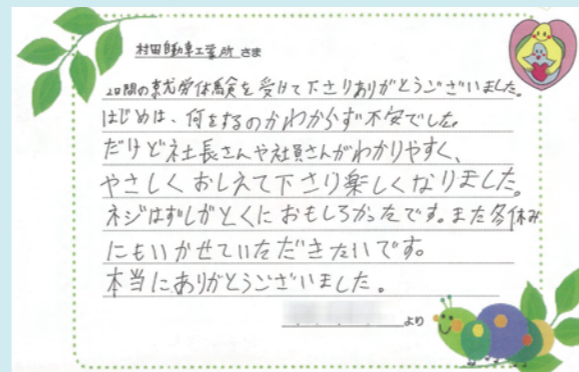 村田自動車工業所 さま
2日間の就労体験を受けて下さりありがとうございました。
はじめは、何をするのかわからず不安でした。
だけど社長さんや社員さんがわかりやすく、
やさしくおしえて下さり楽しくなりました。
ネジはずしがとくにおもしろかったです。また冬休み
にもいかせていただきたいです。
本当にありがとうございました。
より